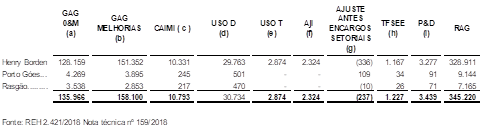 GAG O&M (a) GAG MELHORIAS (b) CAIMI ( c ) USO D (d) USO T (e) AJI (f) AJUSTE ANTES ENCARGOS SETORIAIS (g) TFSEE (h) P&D (I) RAG
Henry Borden 128.159 151.352 10.331 29.763 2.874 2.324 (336) 1.167 3.277 328.911
Porto Góes.... 4.269 3.895 245 501 - - 109 34 91 9.144
Rasgão.......... 3.538 2.853 217 470 - - (10) 26 71 7.165
135.966 158.100 10.793 30.734 2.874 2.324 (237) 1.227 3.439 345.220
Fonte: REH 2.421/2018 Nota técnica nº 159/2018